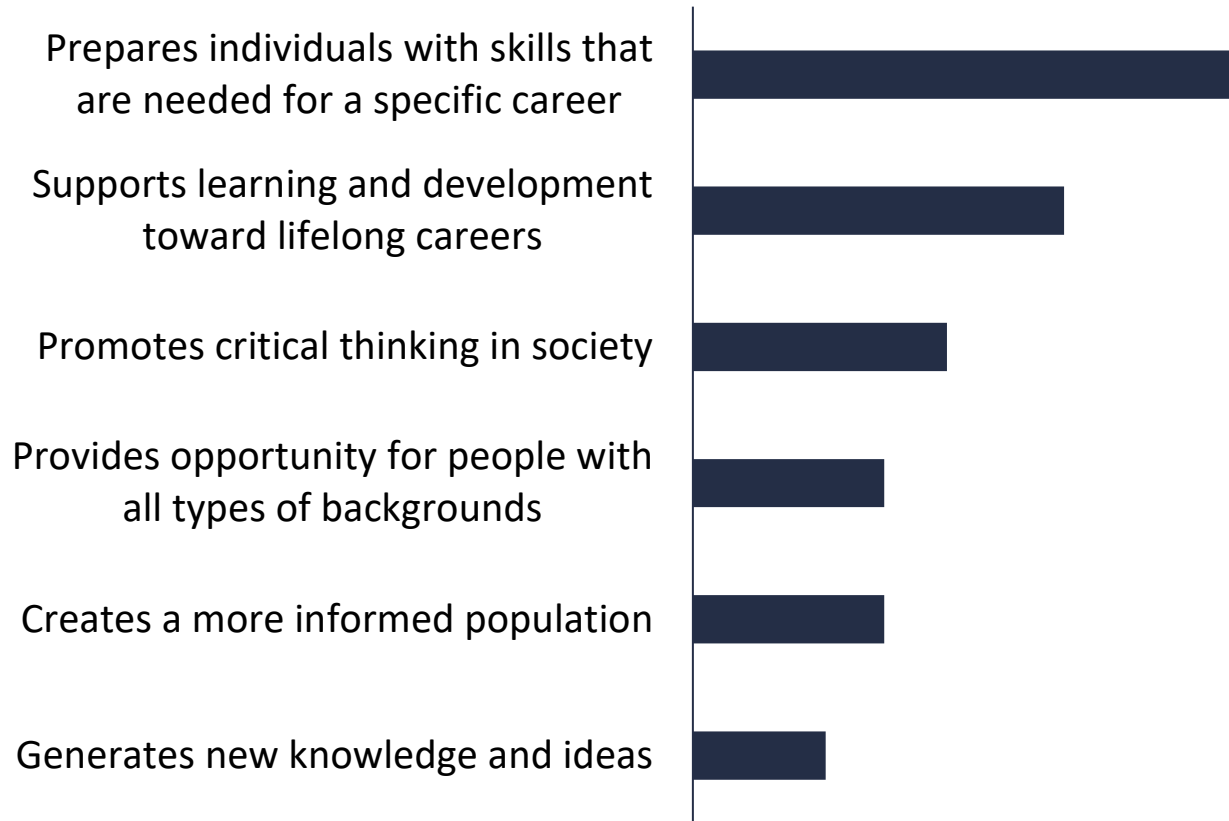 Prepares individuals with skills that
are needed for a specific career
Supports learning and development
toward lifelong careers
Promotes critical thinking in society
Provides opportunity for people with
all types of backgrounds
Creates a more informed population
Generates new knowledge and ideas